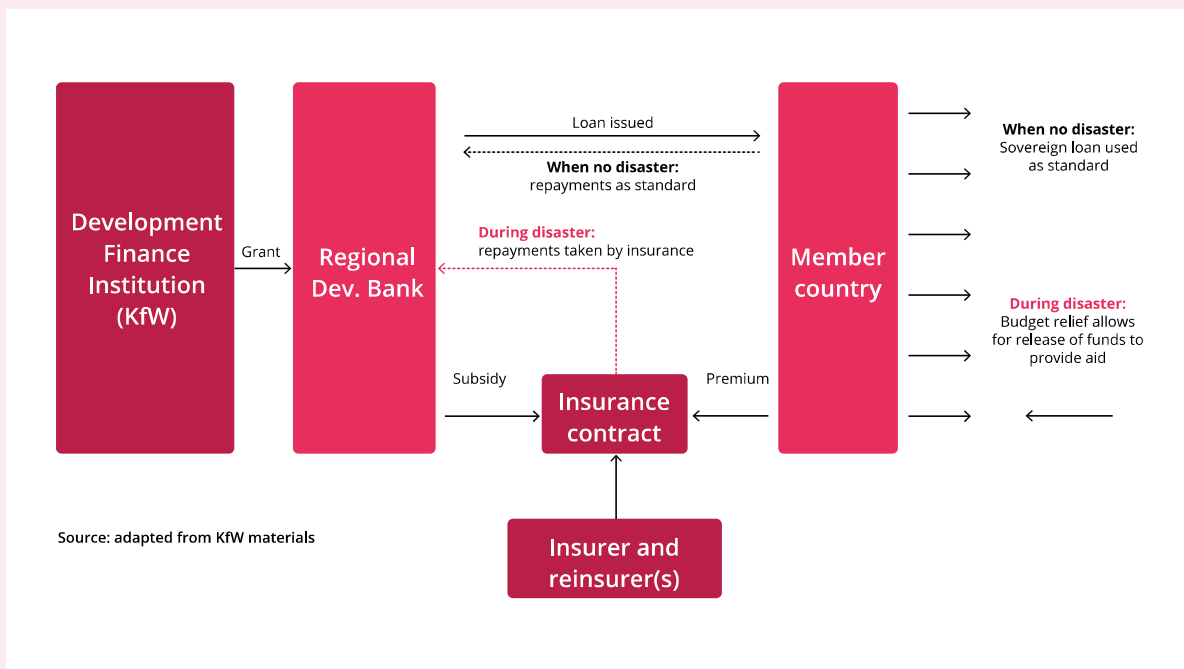 Development
Finance
Institution
(KfW)
Grant
Regional
Dev. Bank
Loan issued
When no disaster:
repayments as standard
During disaster:
repayments taken by insurance
Subsidy
Insurance
contract
Premium
Member
country
When no disaster:
Sovereign loan used
as standard
During disaster:
Budget relief allows
for release of funds to
provide aid
Insurer and
reinsurer(s)
Source: adapted from KfW materials